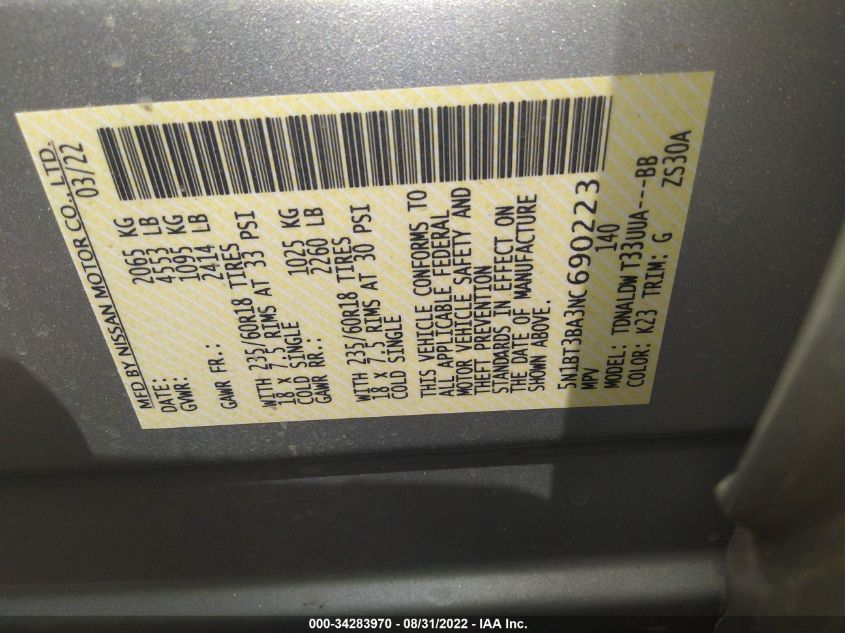 MFD BY NISSAN MOTOR CO., LTD.
DATE: 03/22
GVWR: 2065 KG
4553 LB
GAWR FR.: 1095 KG
2414 LB
WITH 235/60R18 TIRES
18 X 7.5 RIMS AT 33 PSI
COLD SINGLE
GAWR RR.: 1025 KG
2260 LB
WITH 235/60R18 TIRES
18 X 7.5 RIMS AT 30 PSI
COLD SINGLE
THIS VEHICLE CONFORMS TO
ALL APPLICABLE FEDERAL
MOTOR VEHICLE SAFETY AND
THEFT PREVENTION
STANDARDS IN EFFECT ON
THE DATE OF MANUFACTURE
SHOWN ABOVE.
5N1BT3BA3NC690223
MPV 140
MODEL: TDNALDW T33UUA---BB
COLOR: K23 TRIM: G ZS30A
000-34283970 - 08/31/2022 - IAA Inc.